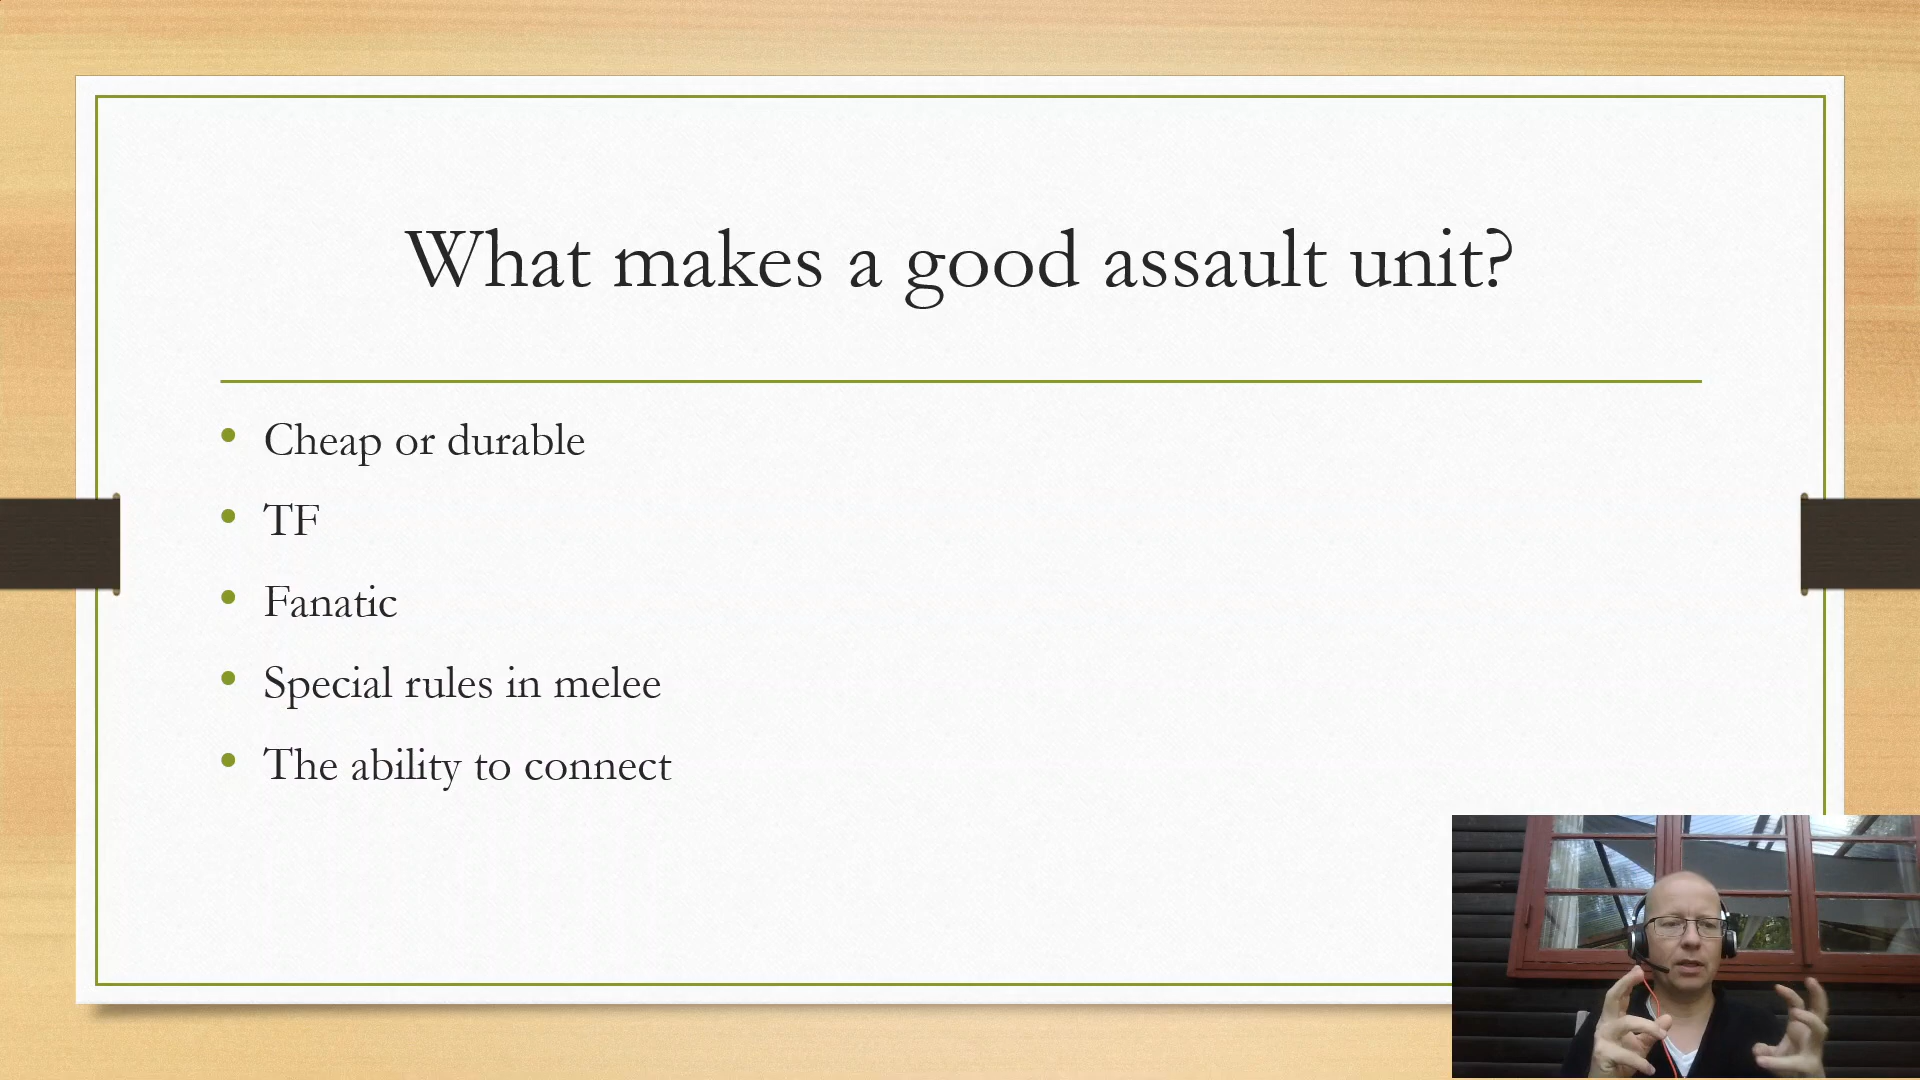 What makes a good assault unit?
Cheap or durable
TF
Fanatic
Special rules in melee
The ability to connect